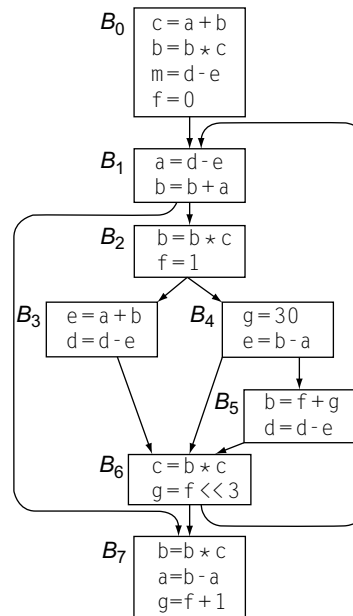 B0
c=a+b
b=b*c
m=d-e
f=0
B1
a=d-e
b=b+a
B2
b=b*c
f=1
B3
e=a+b
d=d-e
B4
g=30
e=b-a
B5
b=f+g
d=d-e
B6
c=b*c
g=f<<3
B7
b=b*c
a=b-a
g=f+1